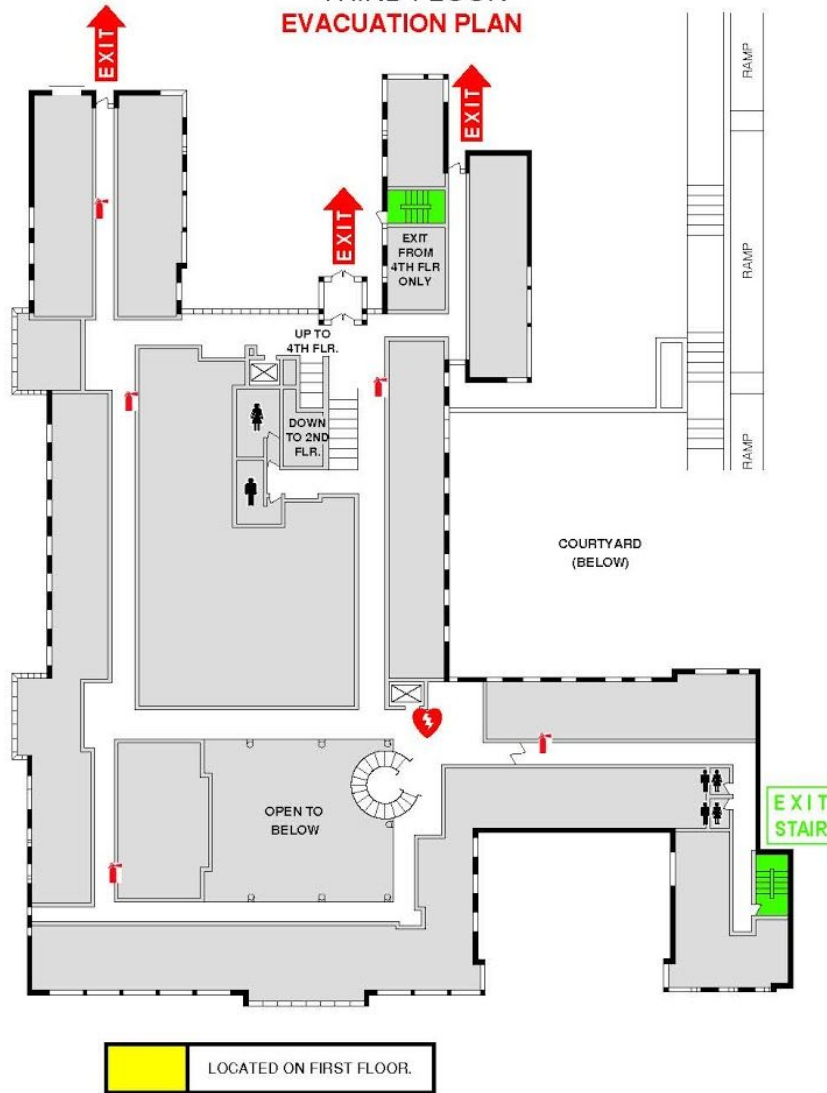 EVACUATION PLAN
EXIT
EXIT
EXIT
RAMP
RAMP
RAMP
EXIT
FROM
4TH FLR
ONLY
UP TO
4TH FLR.
DOWN
TO 2ND
FLR.
COURTYARD
(BELOW)
OPEN TO
BELOW
EXIT
STAIR
LOCATED ON FIRST FLOOR.